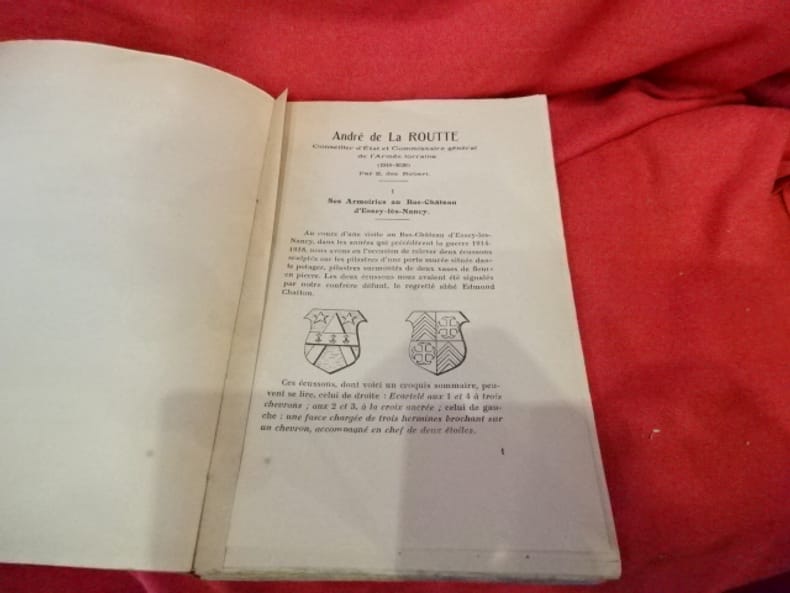 André de La ROUTTE
Conseiller d'État et Commissaire général
de l'Armée lorraine
Par E. des Robert.
I
Ses Armoiries au Bas-Château
d'Essey-lès-Nancy.
Au cours d'une visite au Bas-Château d'Essey-lès-
Nancy, dans les années qui précédèrent la guerre 1914-
1918, nous avons eu l'occasion de relever deux écussons
sculptés sur les pilastres d'une porte murée située dans
le potager, pilastres surmontés de deux vases de fleurs
en pierre. Les deux écussons nous avaient été signalés
par notre confrère défunt, le regretté abbé Edmond
Chatton.
Ces écussons, dont voici un croquis sommaire, peu-
vent se lire, celui de droite : Ecartelé aux 1 et 4 à trois
chevrons ; aux 2 et 3, à la croix ancrée ; celui de gau-
che : une fasce chargée de trois hermines brochant sur
un chevron, accompagné en chef de deux étoiles.
1